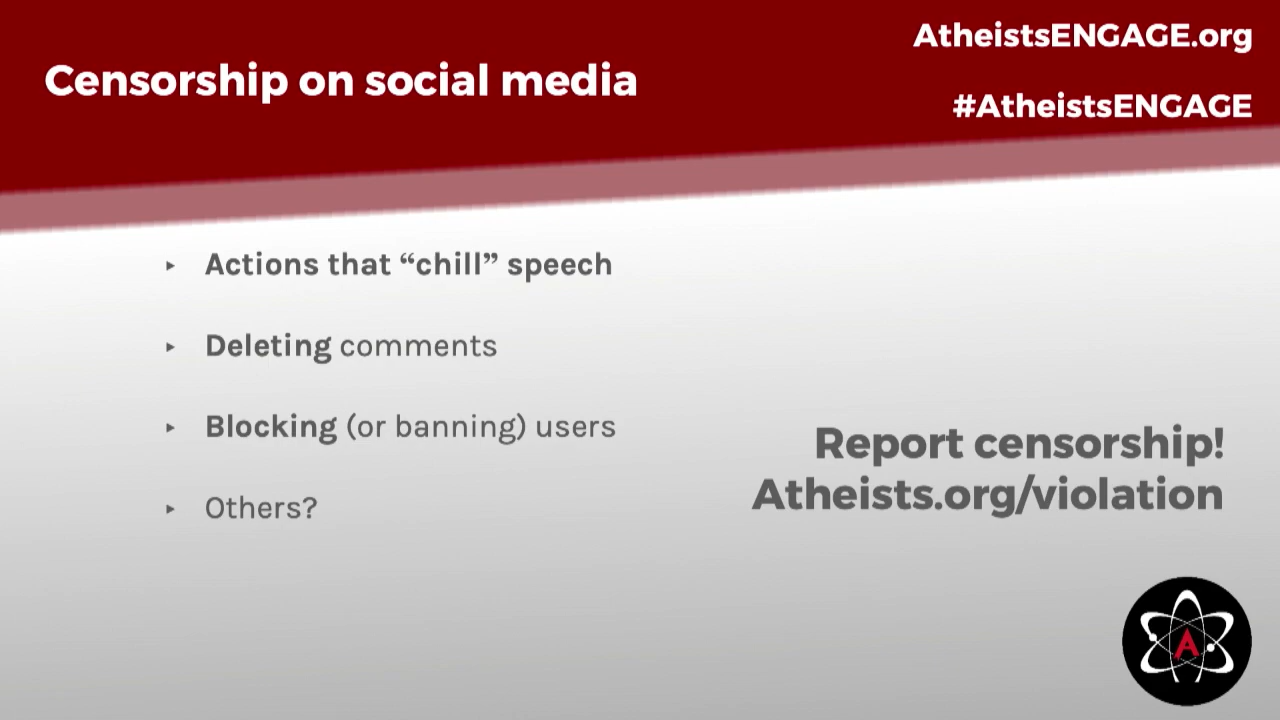 Censorship on social media
AtheistsENGAGE.org
#AtheistsENGAGE
▸ Actions that “chill” speech
▸ Deleting comments
▸ Blocking (or banning) users
▸ Others?
Report censorship!
Atheists.org/violation
A